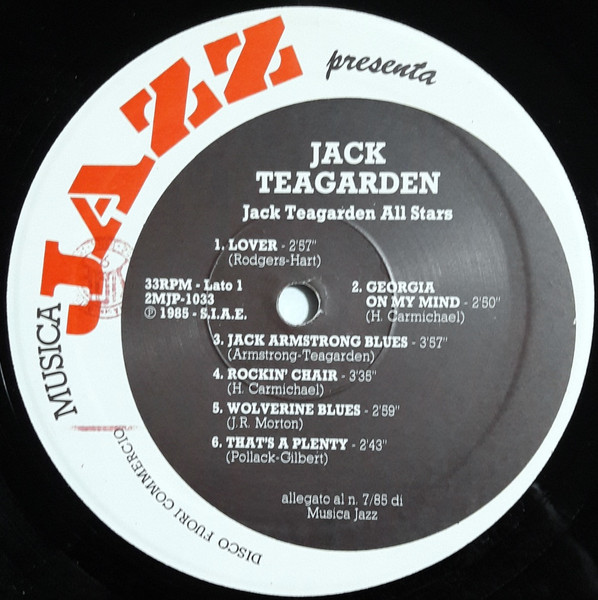 MUSICA JAZZ presenta
JACK
TEAGARDEN
Jack Teagarden All Stars
1. LOVER - 2'57"
(Rodgers-Hart)
33RPM - Lato 1
2MJP-1033
℗ 1985 - S.I.A.E.
2. GEORGIA
ON MY MIND - 2'50"
(H. Carmichael)
3. JACK ARMSTRONG BLUES - 3'57"
(Armstrong-Teagarden)
4. ROCKIN' CHAIR - 3'35"
(H. Carmichael)
5. WOLVERINE BLUES - 2'59"
(J.R. Morton)
6. THAT'S A PLENTY - 2'43"
(Pollack-Gilbert)
allegato al n. 7/85 di
Musica Jazz
DISCO FUORI COMMERCIO